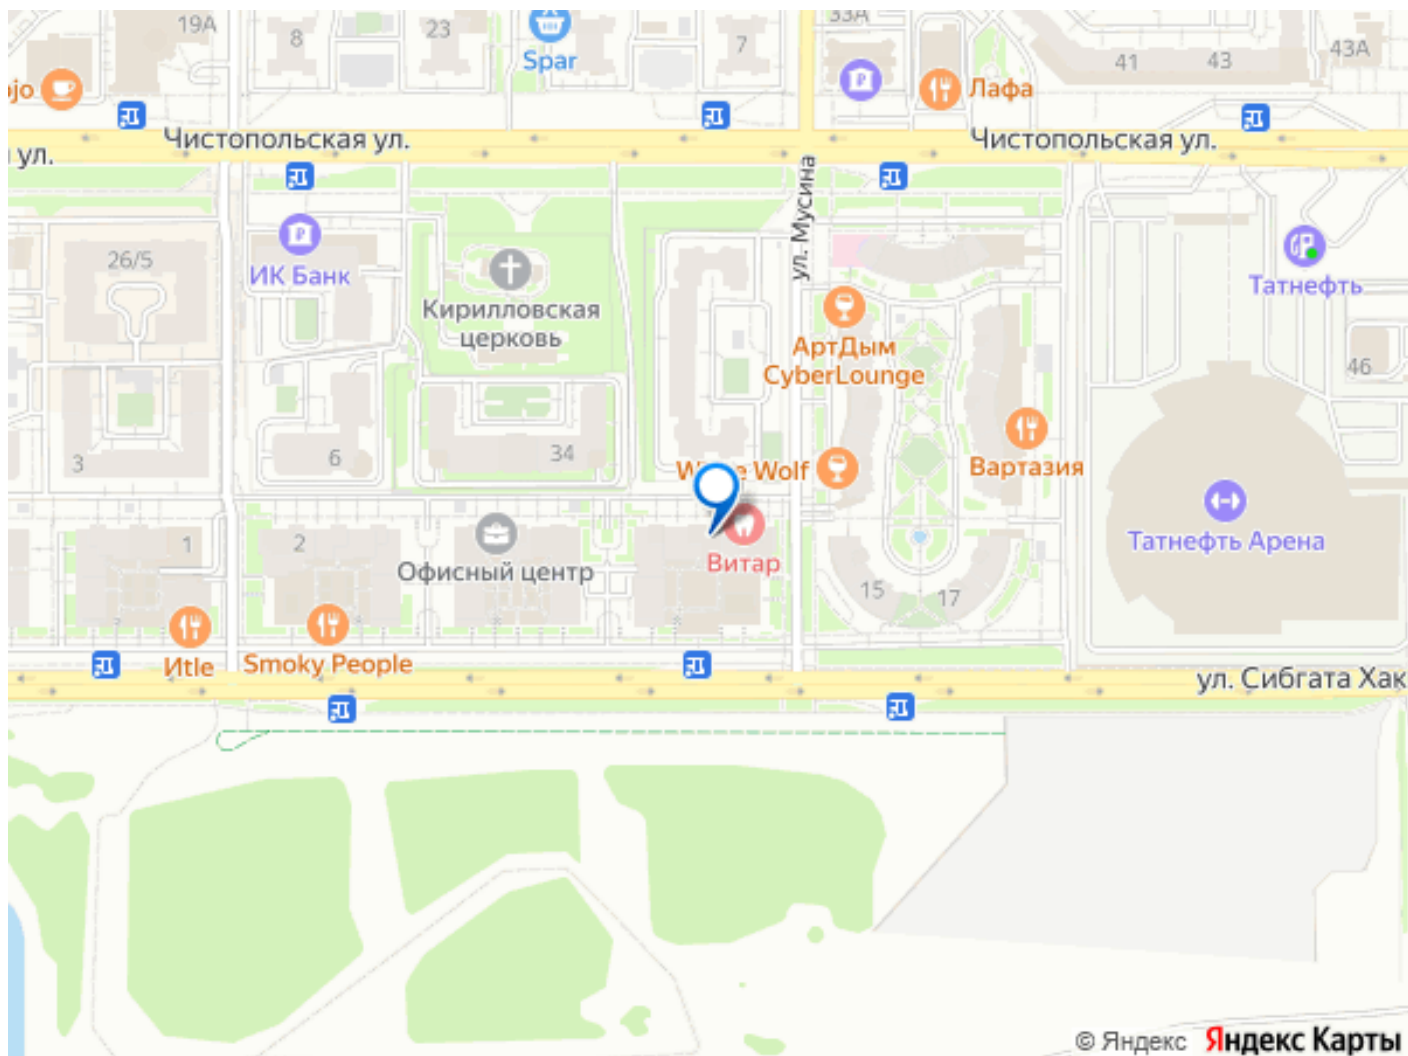 19А
8
23
Spar
7
33А
41
43
43А
ojo
Лафа
Чистопольская ул.
Чистопольская ул.
ул.
ул. Мусина
26/5
ИК Банк
Кирилловская
церковь
Татнефть
АртДым
CyberLounge
46
3
6
34
Wolf
Вартазия
1
2
Офисный центр
Витар
Татнефть Арена
15
17
Итle
Smoky People
ул. Сибгата Хак
© Яндекс Яндекс Карты